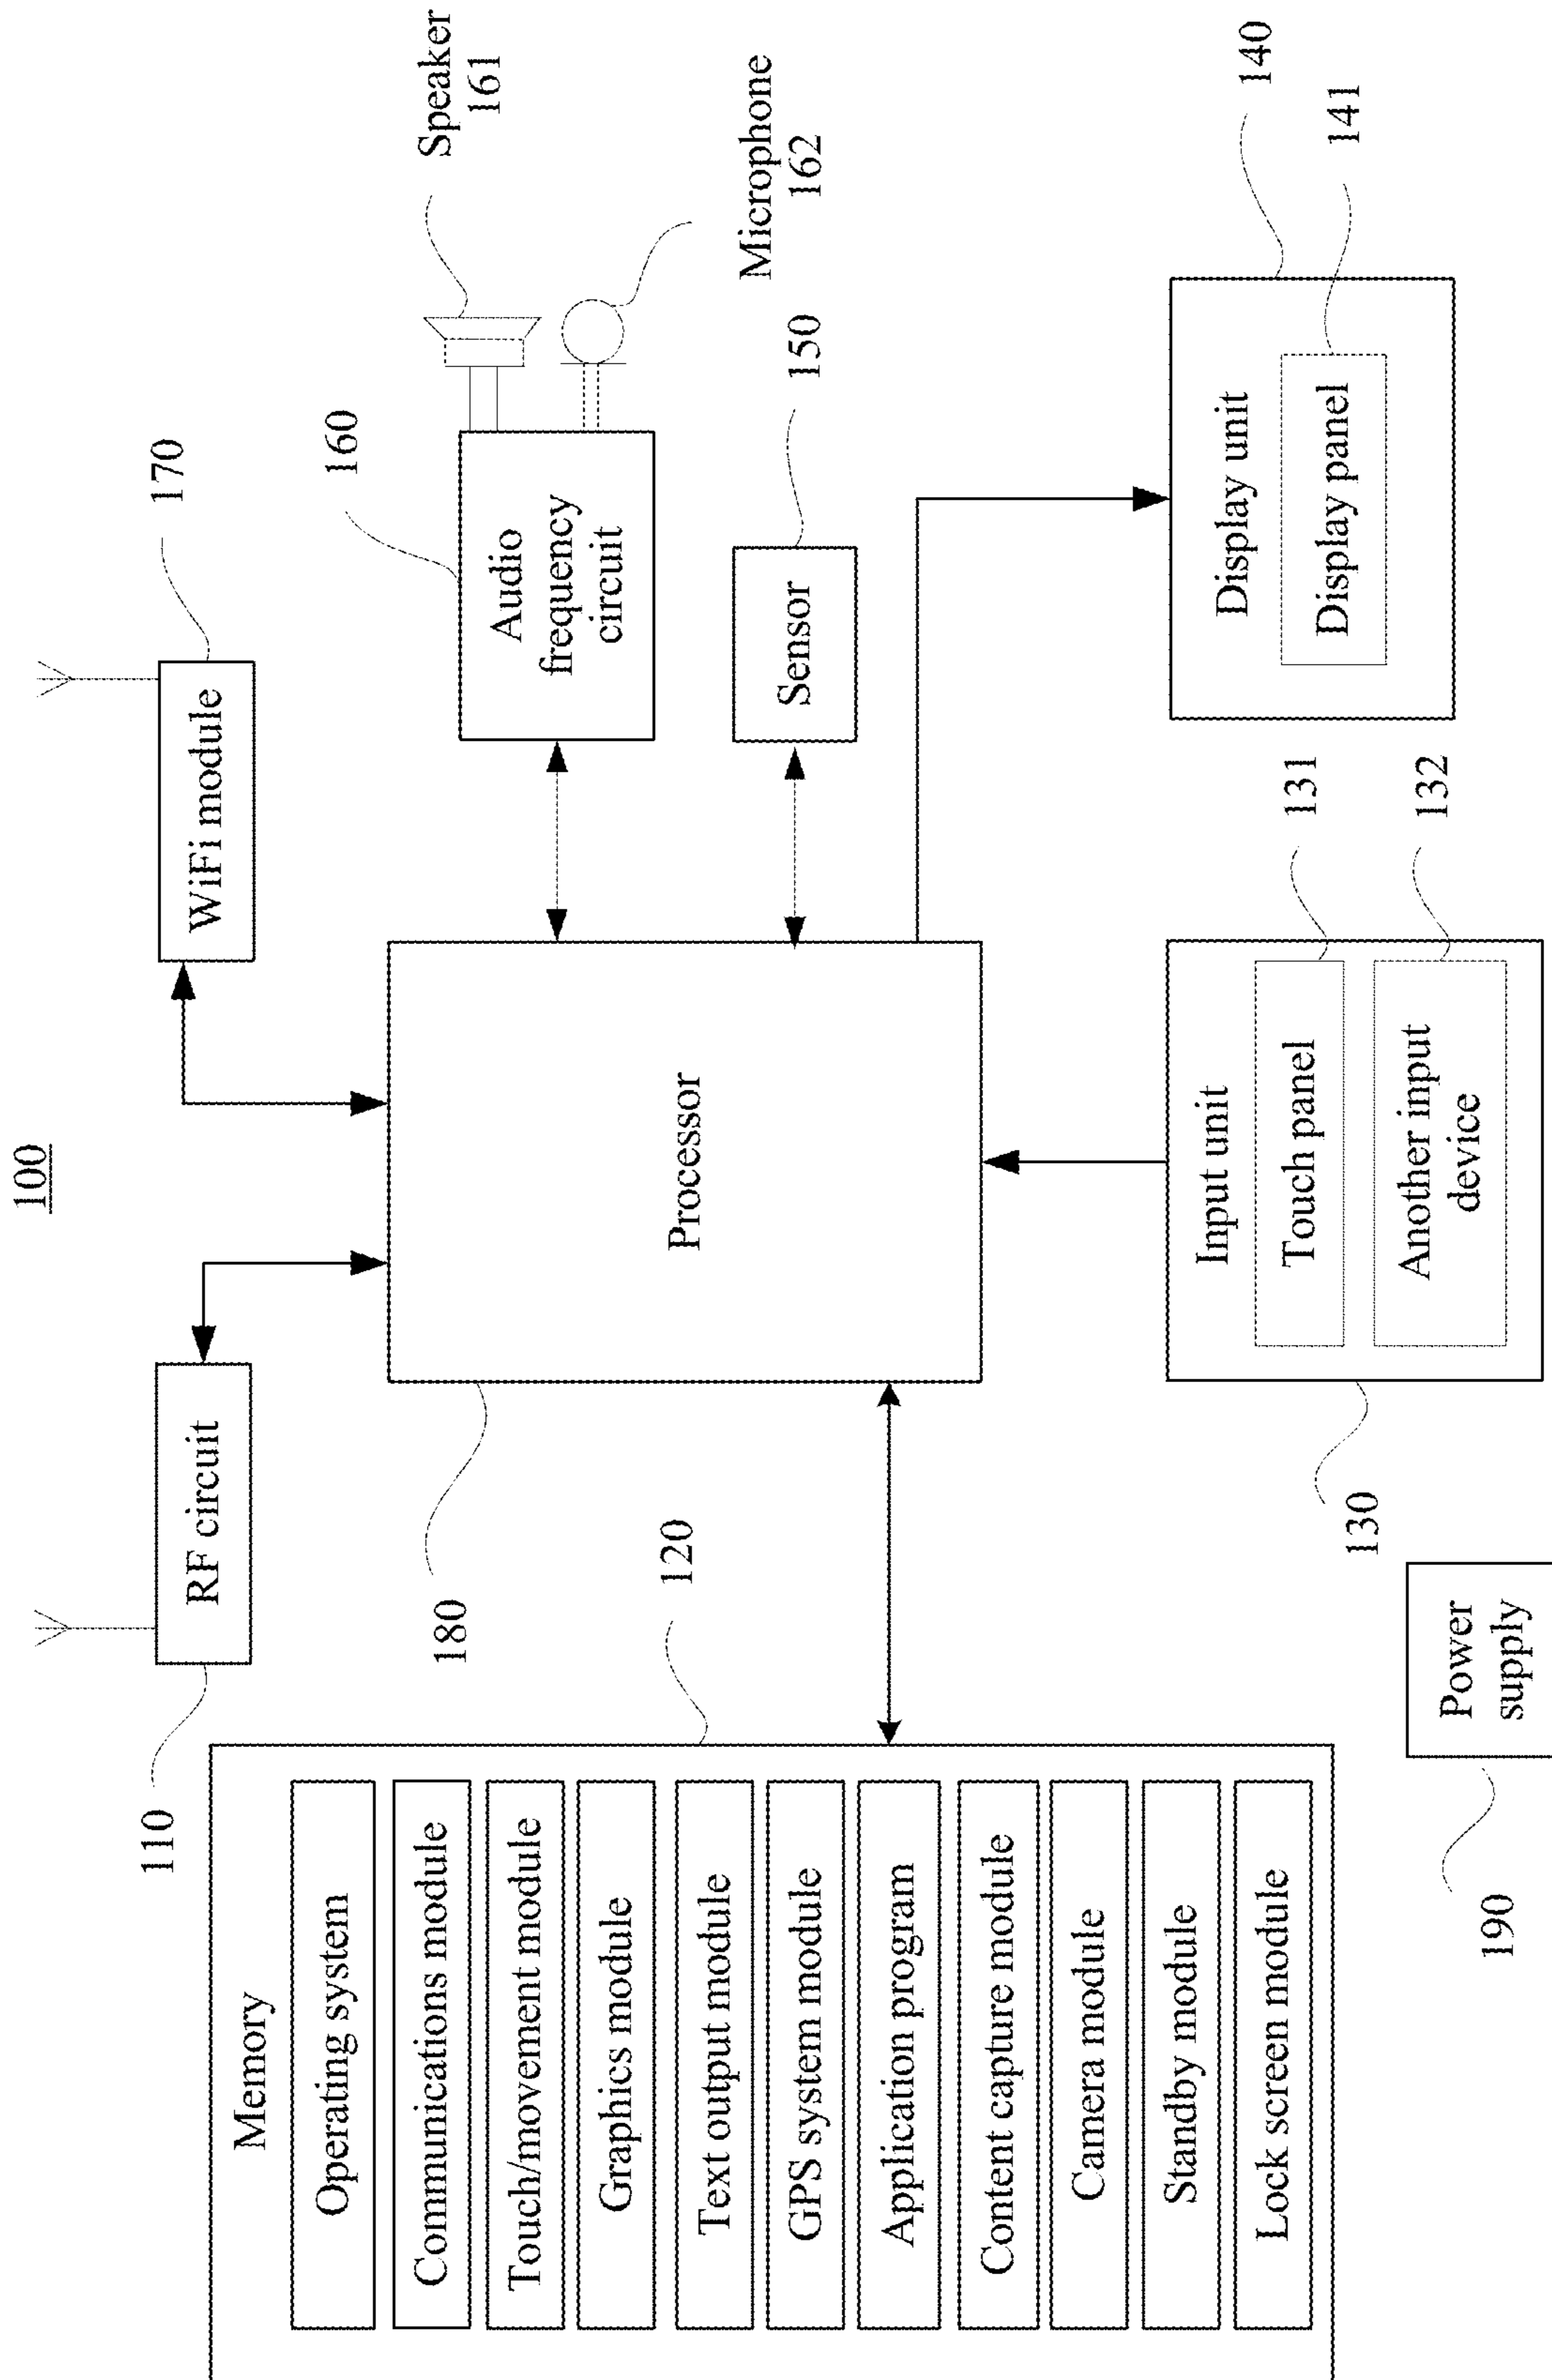 100
110
RF circuit
WiFi module
170
Memory
Operating system
Communications module
Touch/movement module
Graphics module
Text output module
GPS system module
Application program
Content capture module
Camera module
Standby module
Lock screen module
120
180
Processor
160
Audio
frequency
circuit
Speaker
161
Microphone
162
150
Sensor
190
Power
supply
130
Input unit
Touch panel
131
Another input
device
132
Display unit
140
Display panel
141